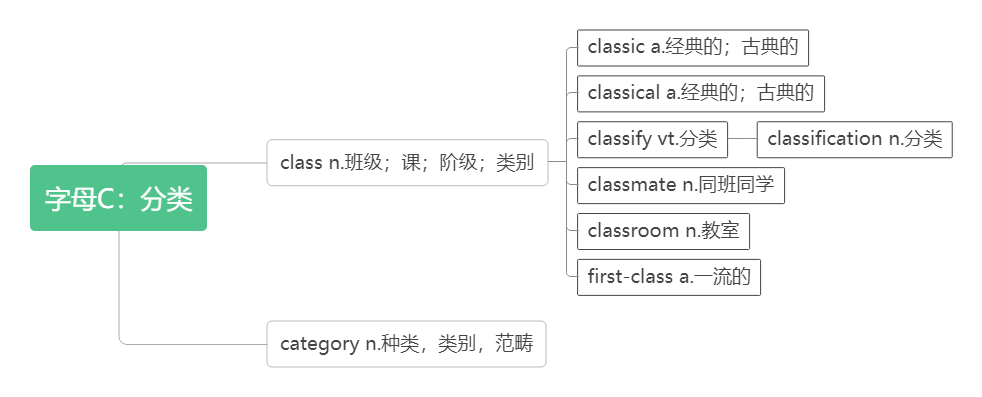 字母C：分类
class n.班级；课；阶级；类别
classic a.经典的；古典的
classical a.经典的；古典的
classify vt.分类
classification n.分类
classmate n.同班同学
classroom n.教室
first-class a.一流的
category n.种类，类别，范畴